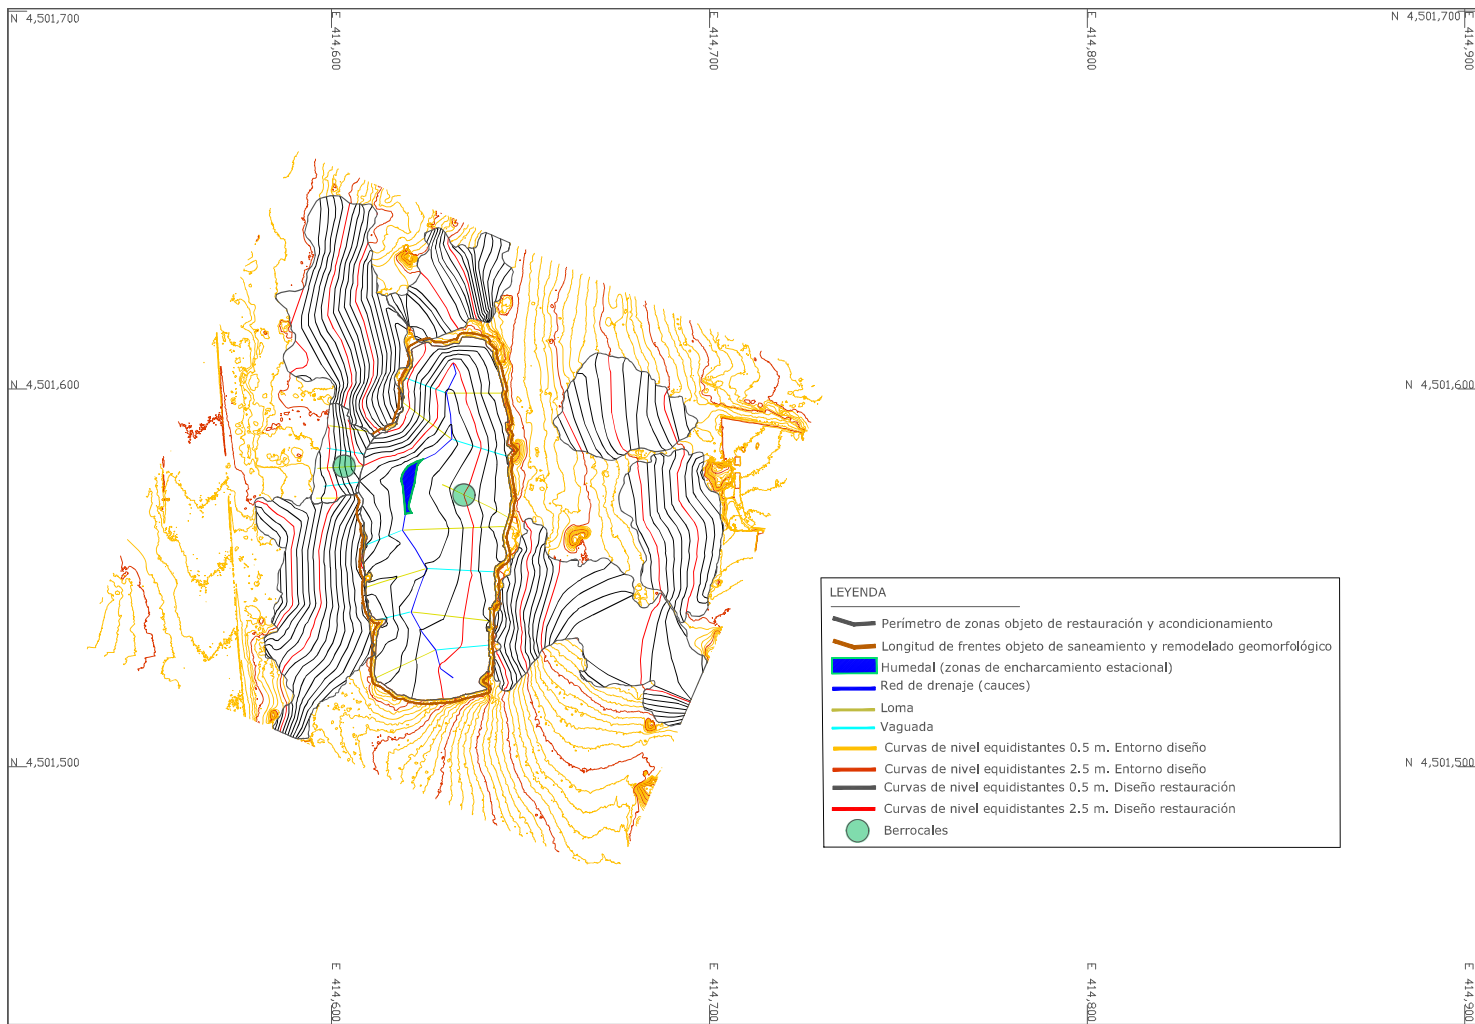 N 4,501,700
E 414,600
E 414,700
E 414,800
N 4,501,700
E 414,900
N 4,501,600
N 4,501,600
LEYENDA
Perímetro de zonas objeto de restauración y acondicionamiento
Longitud de frentes objeto de saneamiento y remodelado geomorfológico
Humedal (zonas de encharcamiento estacional)
Red de drenaje (cauces)
Loma
Vaguada
Curvas de nivel equidistantes 0.5 m. Entorno diseño
Curvas de nivel equidistantes 2.5 m. Entorno diseño
Curvas de nivel equidistantes 0.5 m. Diseño restauración
Curvas de nivel equidistantes 2.5 m. Diseño restauración
Berrocales
N 4,501,500
N 4,501,500
E 414,600
E 414,700
E 414,800
E 414,900